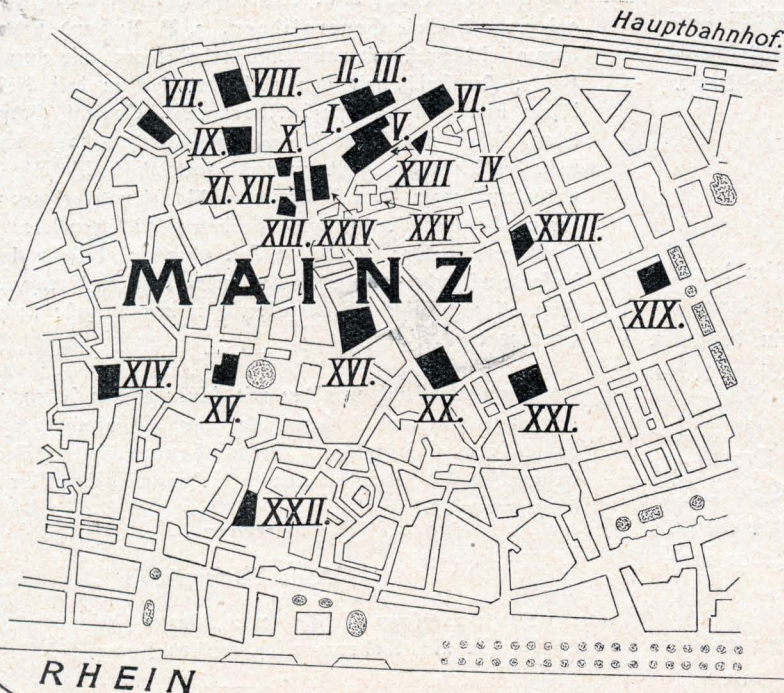 Hauptbahnhof.
II. III.
VII. VIII. VI.
I. V.
IX. X.
XVII IV
XI. XII.
XIII. XXIV XXV XVIII.
MAINZ
XIX.
XIV. XVI.
XV. XX. XXI.
XXII.
RHEIN